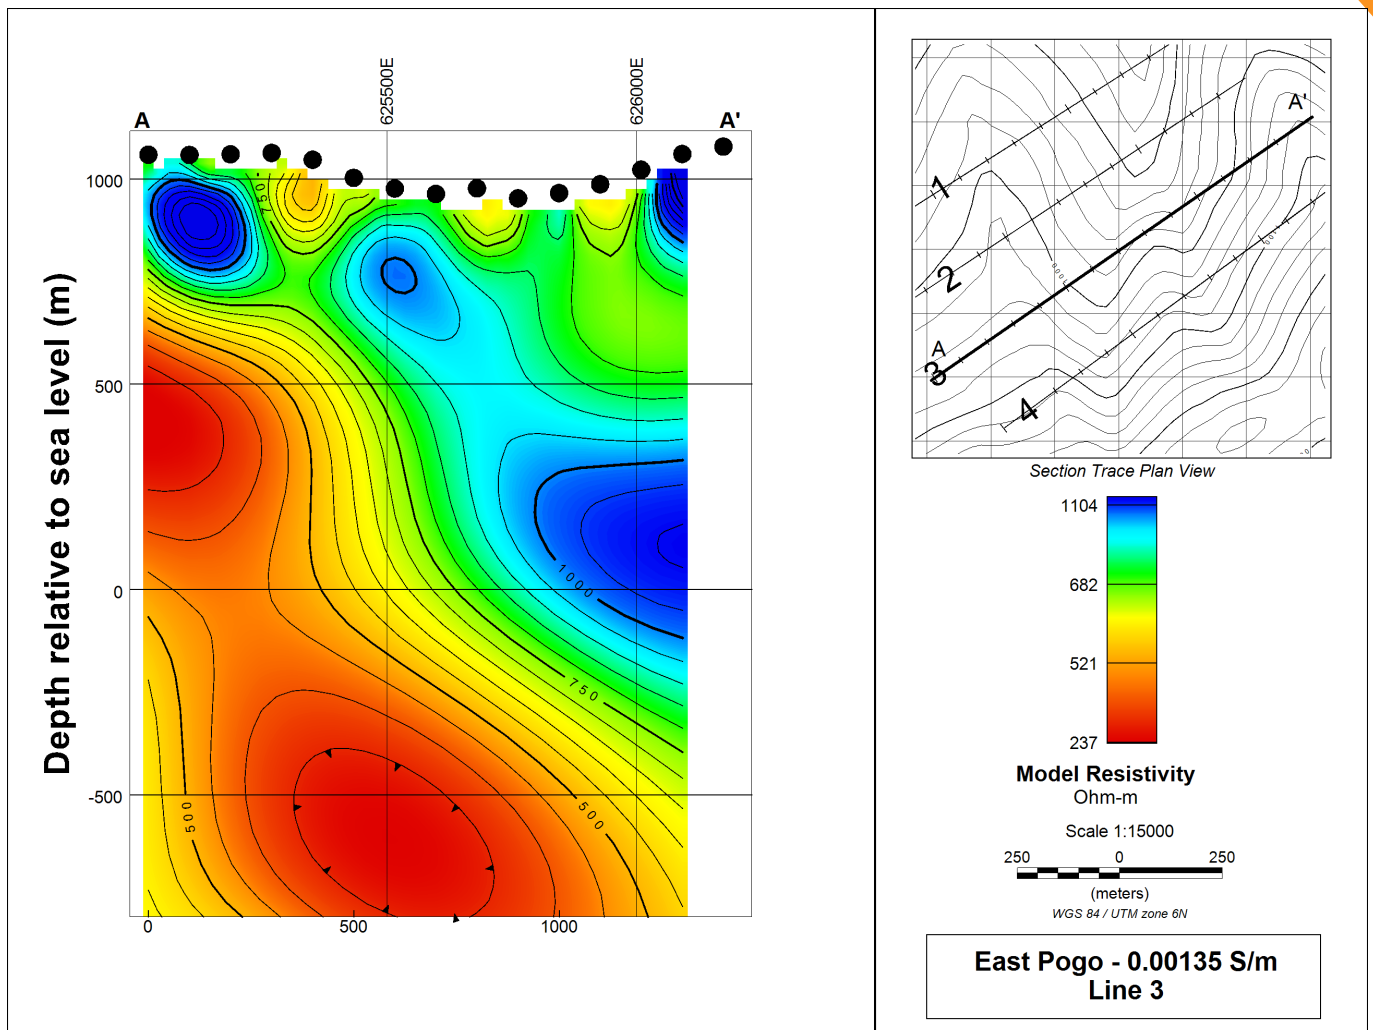 625500E
626000E
A
A'
1000
500
0
-500
Depth relative to sea level (m)
750
1000
750
500
500
0
500
1000
A'
1
2
A
3
4
1000
Section Trace Plan View
1104
682
521
237
Model Resistivity
Ohm-m
Scale 1:15000
250 0 250
(meters)
WGS 84 / UTM zone 6N
East Pogo - 0.00135 S/m
Line 3